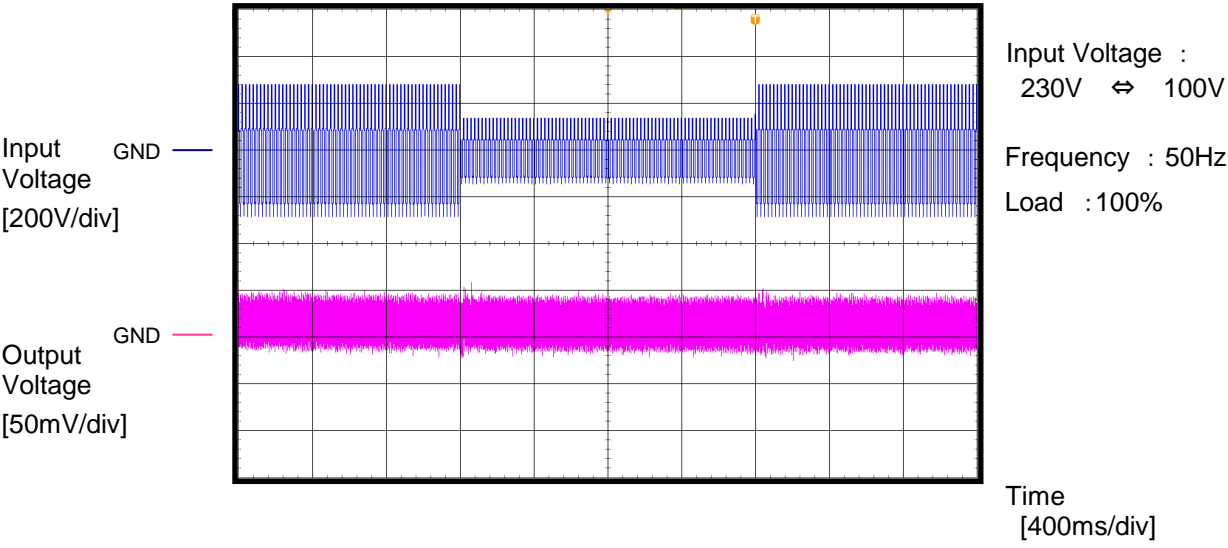 Input
Voltage
[200V/div]
GND
Output
Voltage
[50mV/div]
GND
T
Input Voltage :
230V ⇔ 100V
Frequency : 50Hz
Load :100%
Time
[400ms/div]